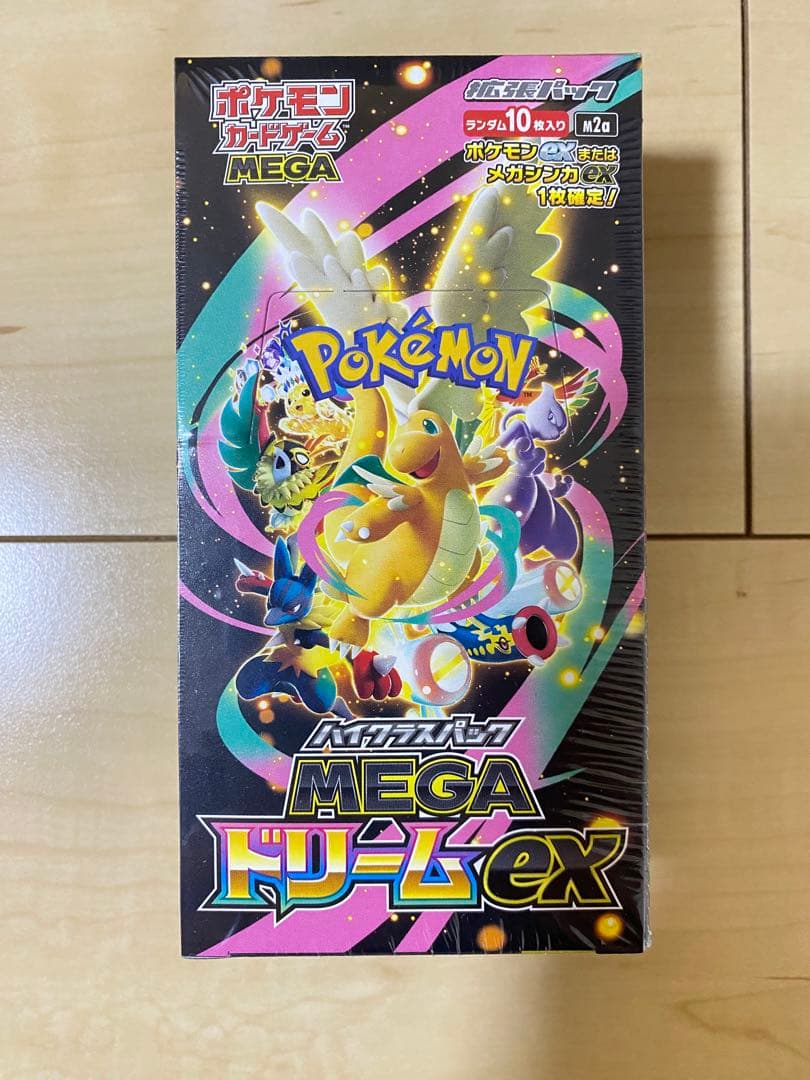 ポケモン
カードゲーム
MEGA
拡張パック
ランダム10枚入り M2a
ポケモンexまたは
メガシンカex
1枚確定!
POKéMON
TM
ハイクラスパック
MEGA
ドリームex